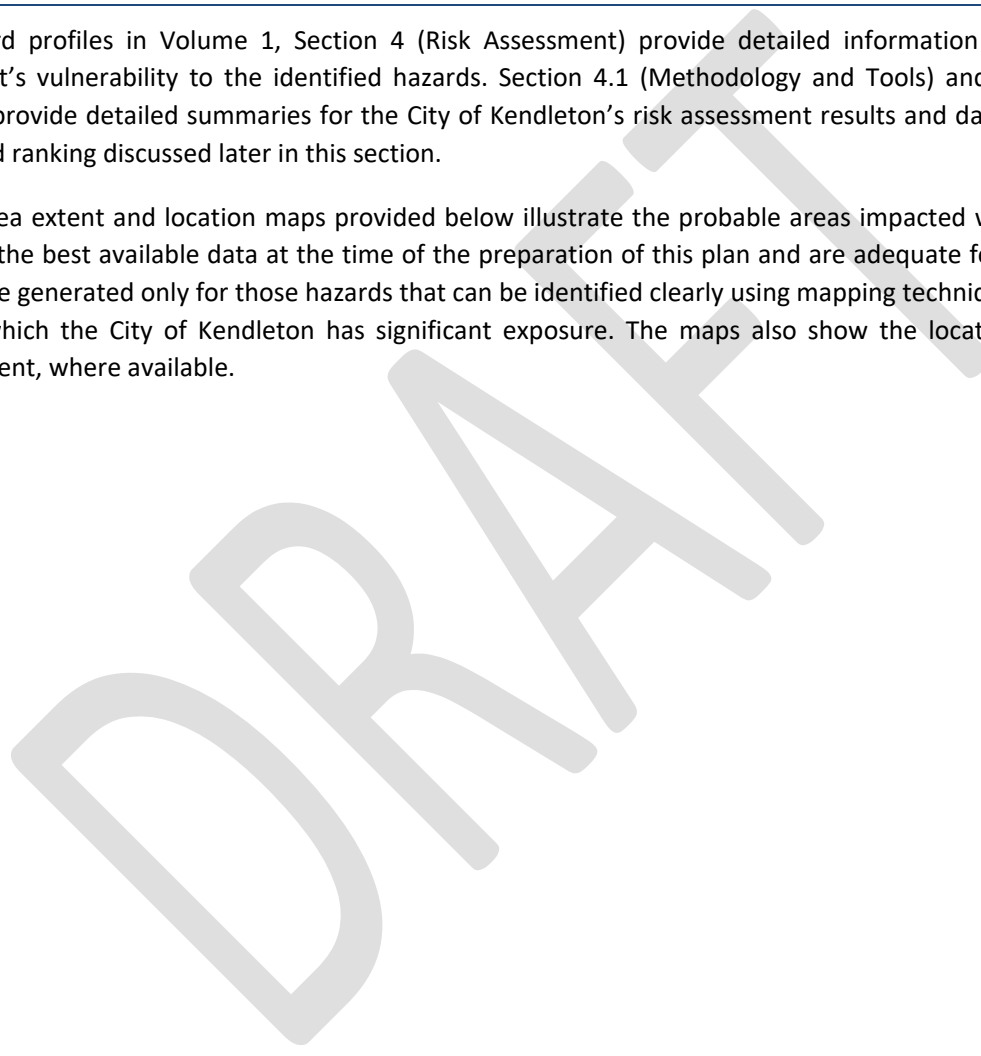 rd profiles in Volume 1, Section 4 (Risk Assessment) provide detailed information
t’s vulnerability to the identified hazards. Section 4.1 (Methodology and Tools) and
provide detailed summaries for the City of Kendleton’s risk assessment results and da
d ranking discussed later in this section.
ea extent and location maps provided below illustrate the probable areas impacted
the best available data at the time of the preparation of this plan and are adequate fo
e generated only for those hazards that can be identified clearly using mapping techni
which the City of Kendleton has significant exposure. The maps also show the locat
ent, where available.
DRAFT